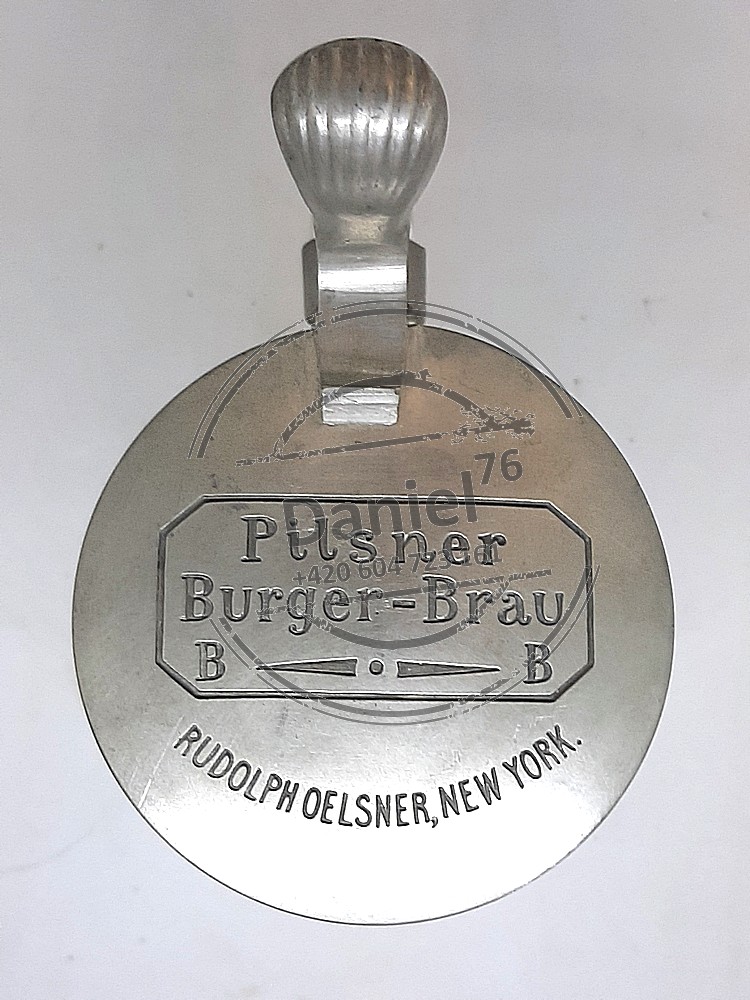 Pilsner
Burger-Brau
B B
RUDOLPH OELSNER, NEW YORK.
Daniel76
+420 604 723